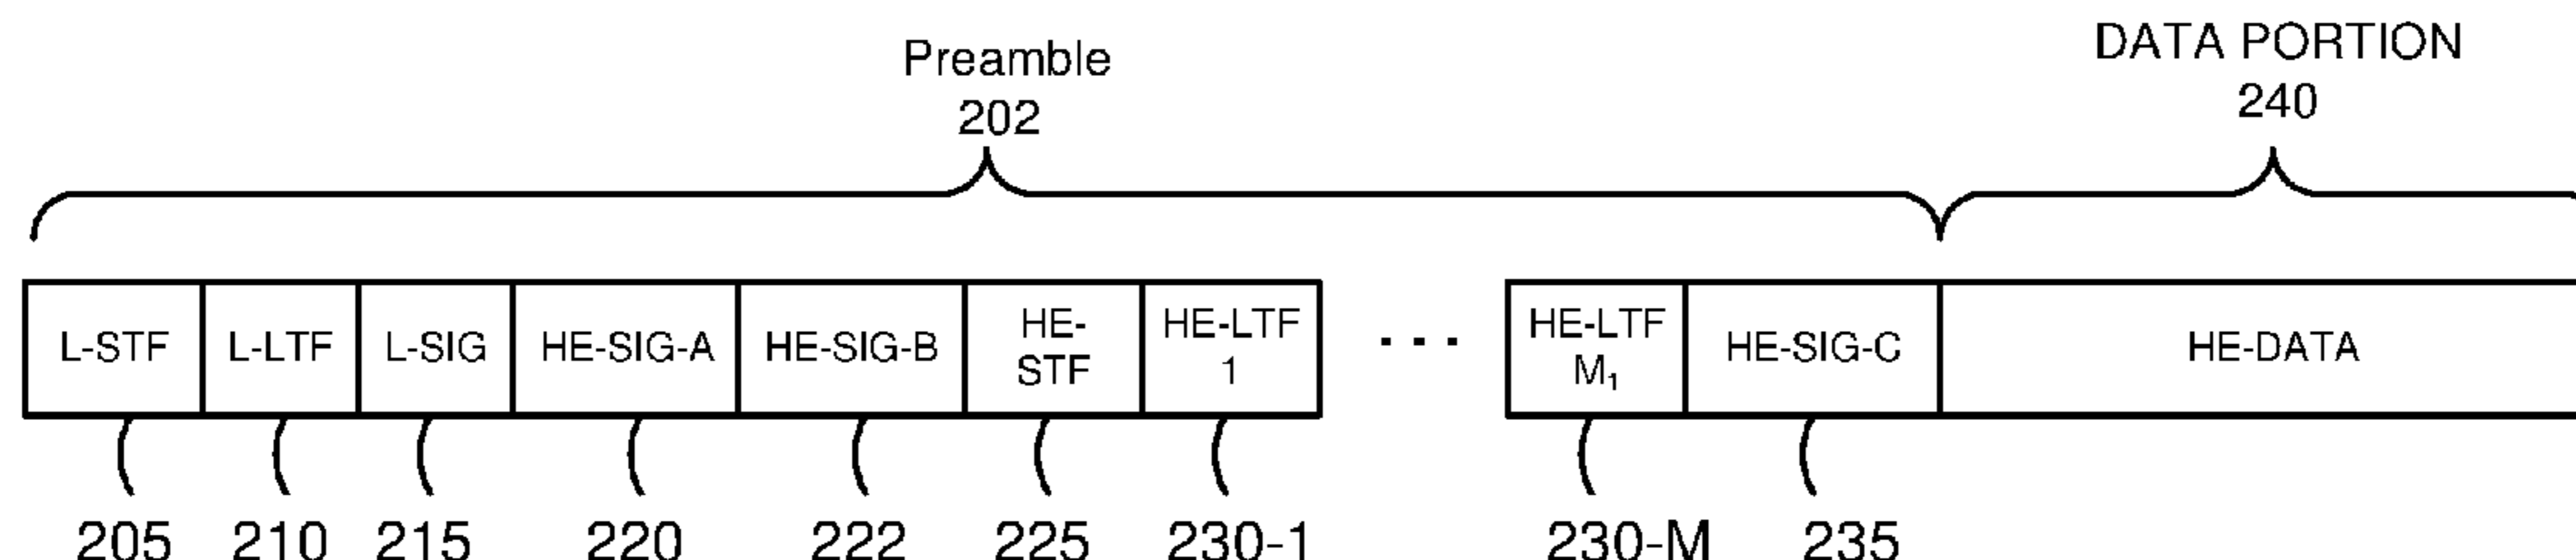 Preamble
202
DATA PORTION
240
L-STF L-LTF L-SIG HE-SIG-A HE-SIG-B HE-
STF HE-LTF
1 ... HE-LTF
M₁ HE-SIG-C HE-DATA
205 210 215 220 222 225 230-1 230-M 235